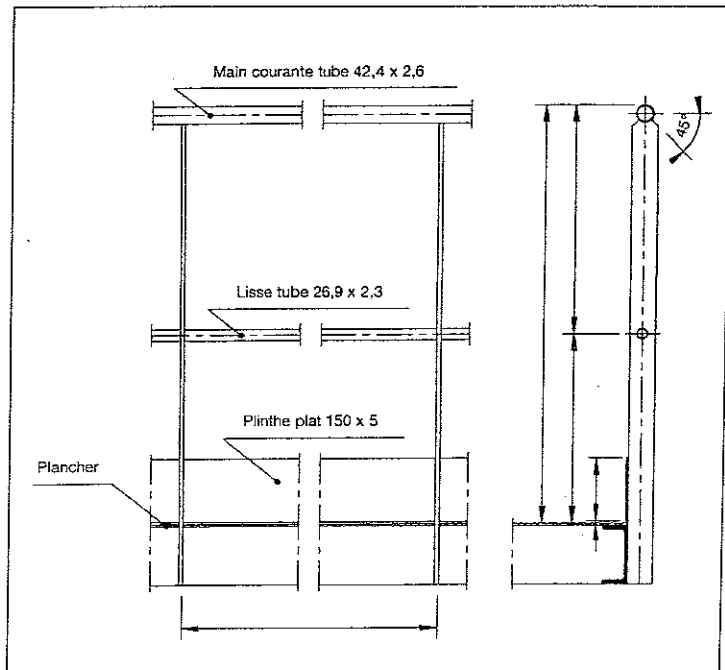 Main courante tube 42,4 x 2,6
45°
Lisse tube 26,9 x 2,3
Plinthe plat 150 x 5
Plancher